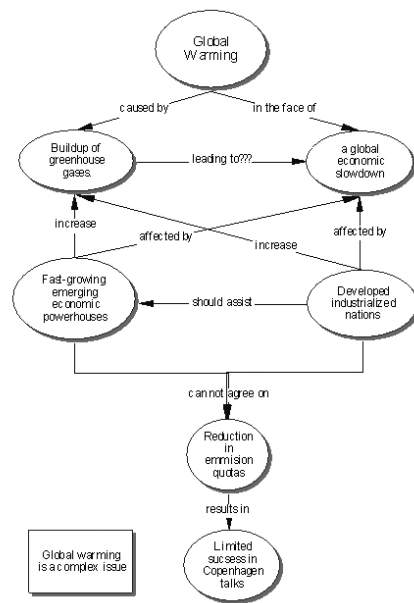 Global
Warming
caused by
in the face of
Buildup of
greenhouse
gases.
leading to???
a global
economic
slowdown
increase
affected by
increase
affected by
Fast-growing
emerging
economic
powerhouses
should assist
Developed
industrialized
nations
cannot agree on
Reduction
in
emmision
quotas
results in
Limited
sucsess in
Copenhagen
talks
Global warming
is a complex issue